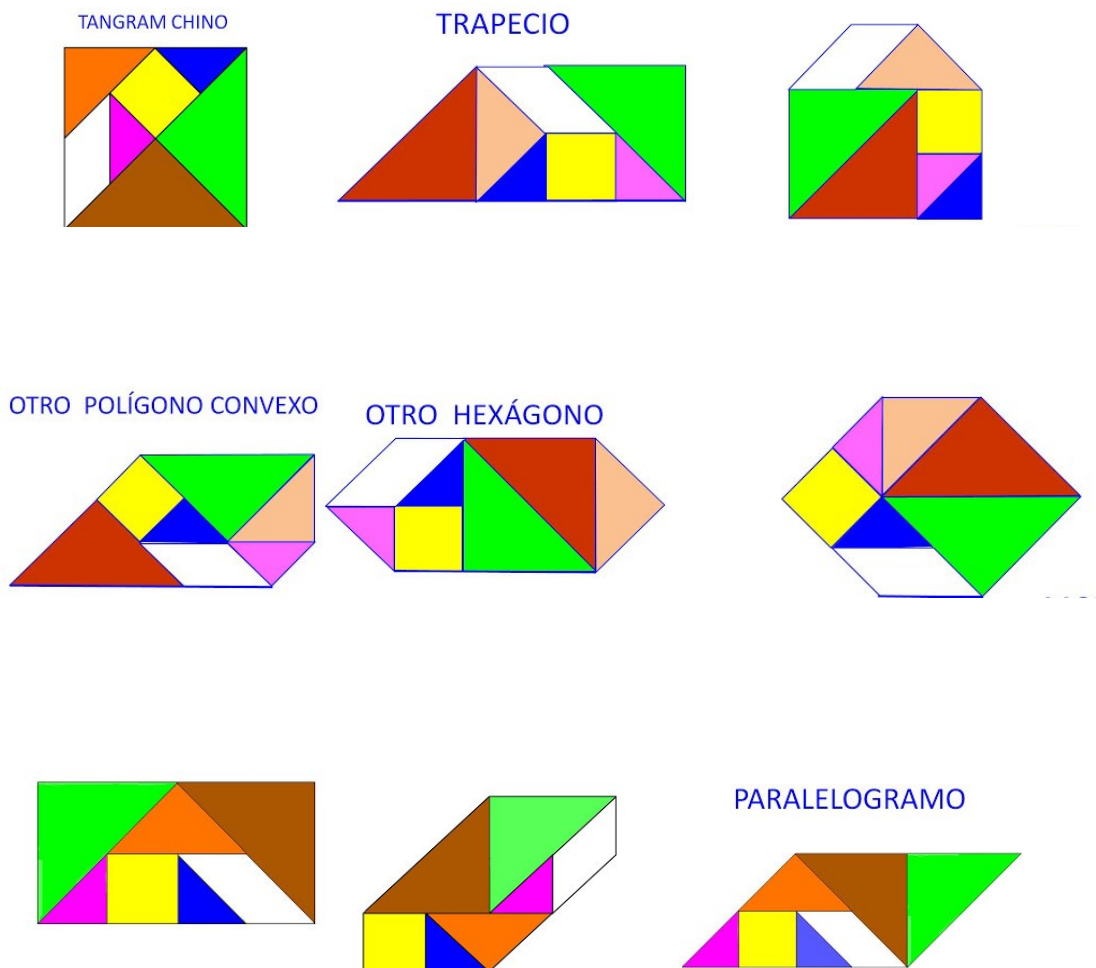 TANGRAM CHINO
TRAPECIO
OTRO POLÍGONO CONVEXO
OTRO HEXÁGONO
PARALELOGRAMO